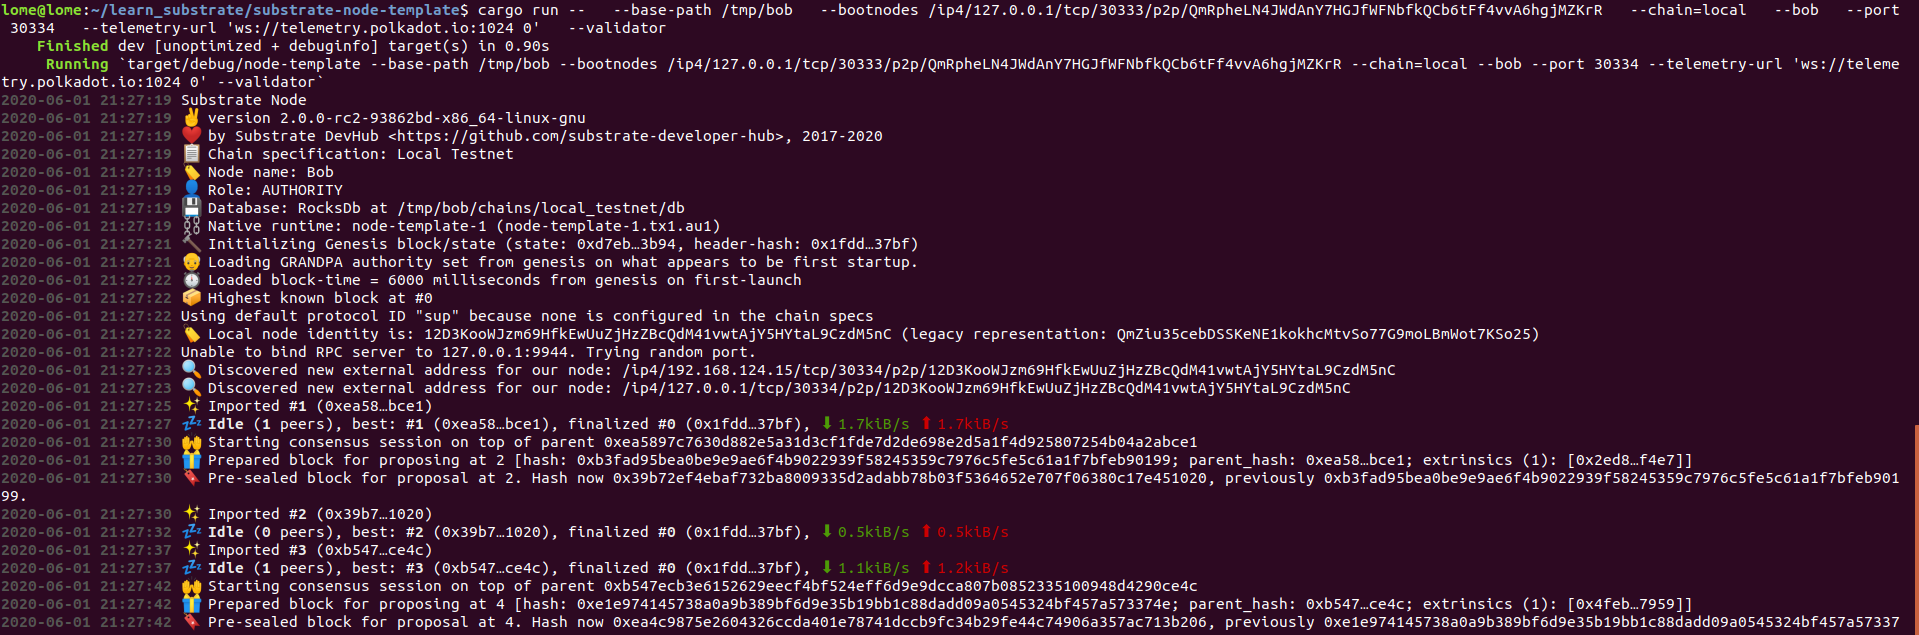 lome@lome:~/learn_substrate/substrate-node-template$ cargo run --   --base-path /tmp/bob   --bootnodes /ip4/127.0.0.1/tcp/30333/p2p/QmRpheLN4JWdAnY7HGJfWFNbfkQCb6tFf4vvA6hgjMZKrR   --chain=local   --bob   --port
 30334   --telemetry-url 'ws://telemetry.polkadot.io:1024 0'   --validator
    Finished dev [unoptimized + debuginfo] target(s) in 0.90s
     Running `target/debug/node-template --base-path /tmp/bob --bootnodes /ip4/127.0.0.1/tcp/30333/p2p/QmRpheLN4JWdAnY7HGJfWFNbfkQCb6tFf4vvA6hgjMZKrR --chain=local --bob --port 30334 --telemetry-url 'ws://teleme
try.polkadot.io:1024 0' --validator`
2020-06-01 21:27:19 Substrate Node
2020-06-01 21:27:19 ✌️ version 2.0.0-rc2-93862bd-x86_64-linux-gnu
2020-06-01 21:27:19 ❤️ by Substrate DevHub <https://github.com/substrate-developer-hub>, 2017-2020
2020-06-01 21:27:19 📋 Chain specification: Local Testnet
2020-06-01 21:27:19 🏷 Node name: Bob
2020-06-01 21:27:19 👤 Role: AUTHORITY
2020-06-01 21:27:19 💾 Database: RocksDb at /tmp/bob/chains/local_testnet/db
2020-06-01 21:27:19 ⛓ Native runtime: node-template-1 (node-template-1.tx1.au1)
2020-06-01 21:27:21 🔨 Initializing Genesis block/state (state: 0xd7eb…3b94, header-hash: 0x1fdd…37bf)
2020-06-01 21:27:21 👴 Loading GRANDPA authority set from genesis on what appears to be first startup.
2020-06-01 21:27:22 ⏱ Loaded block-time = 6000 milliseconds from genesis on first-launch
2020-06-01 21:27:22 📦 Highest known block at #0
2020-06-01 21:27:22 Using default protocol ID "sup" because none is configured in the chain specs
2020-06-01 21:27:22 🏷 Local node identity is: 12D3KooWJzm69HfkEwUuZjHzZBcQdM41vwtAjY5HYtaL9CzdM5nC (legacy representation: QmZiu35cebDSSKeNE1kokhcMtvSo77G9moLBmWot7KSo25)
2020-06-01 21:27:22 Unable to bind RPC server to 127.0.0.1:9944. Trying random port.
2020-06-01 21:27:23 🔍 Discovered new external address for our node: /ip4/192.168.124.15/tcp/30334/p2p/12D3KooWJzm69HfkEwUuZjHzZBcQdM41vwtAjY5HYtaL9CzdM5nC
2020-06-01 21:27:23 🔍 Discovered new external address for our node: /ip4/127.0.0.1/tcp/30334/p2p/12D3KooWJzm69HfkEwUuZjHzZBcQdM41vwtAjY5HYtaL9CzdM5nC
2020-06-01 21:27:25 ✨ Imported #1 (0xea58…bce1)
2020-06-01 21:27:27 💤 Idle (1 peers), best: #1 (0xea58…bce1), finalized #0 (0x1fdd…37bf), ⬇ 1.7kiB/s ⬆ 1.7kiB/s
2020-06-01 21:27:30 🙌 Starting consensus session on top of parent 0xea5897c7630d882e5a31d3cf1fde7d2de698e2d5a1f4d925807254b04a2abce1
2020-06-01 21:27:30 🎁 Prepared block for proposing at 2 [hash: 0xb3fad95bea0be9e9ae6f4b9022939f58245359c7976c5fe5c61a1f7bfeb90199; parent_hash: 0xea58…bce1; extrinsics (1): [0x2ed8…f4e7]]
2020-06-01 21:27:30 🔖 Pre-sealed block for proposal at 2. Hash now 0x39b72ef4ebaf732ba8009335d2adabb78b03f5364652e707f06380c17e451020, previously 0xb3fad95bea0be9e9ae6f4b9022939f58245359c7976c5fe5c61a1f7bfeb901
99.
2020-06-01 21:27:30 ✨ Imported #2 (0x39b7…1020)
2020-06-01 21:27:32 💤 Idle (0 peers), best: #2 (0x39b7…1020), finalized #0 (0x1fdd…37bf), ⬇ 0.5kiB/s ⬆ 0.5kiB/s
2020-06-01 21:27:37 ✨ Imported #3 (0xb547…ce4c)
2020-06-01 21:27:37 💤 Idle (1 peers), best: #3 (0xb547…ce4c), finalized #0 (0x1fdd…37bf), ⬇ 1.1kiB/s ⬆ 1.2kiB/s
2020-06-01 21:27:42 🙌 Starting consensus session on top of parent 0xb547ecb3e6152629eecf4bf524eff6d9e9dcca807b0852335100948d4290ce4c
2020-06-01 21:27:42 🎁 Prepared block for proposing at 4 [hash: 0xe1e974145738a0a9b389bf6d9e35b19bb1c88dadd09a0545324bf457a573374e; parent_hash: 0xb547…ce4c; extrinsics (1): [0x4feb…7959]]
2020-06-01 21:27:42 🔖 Pre-sealed block for proposal at 4. Hash now 0xea4c9875e2604326ccda401e78741dccb9fc34b29fe44c74906a357ac713b206, previously 0xe1e974145738a0a9b389bf6d9e35b19bb1c88dadd09a0545324bf457a57337